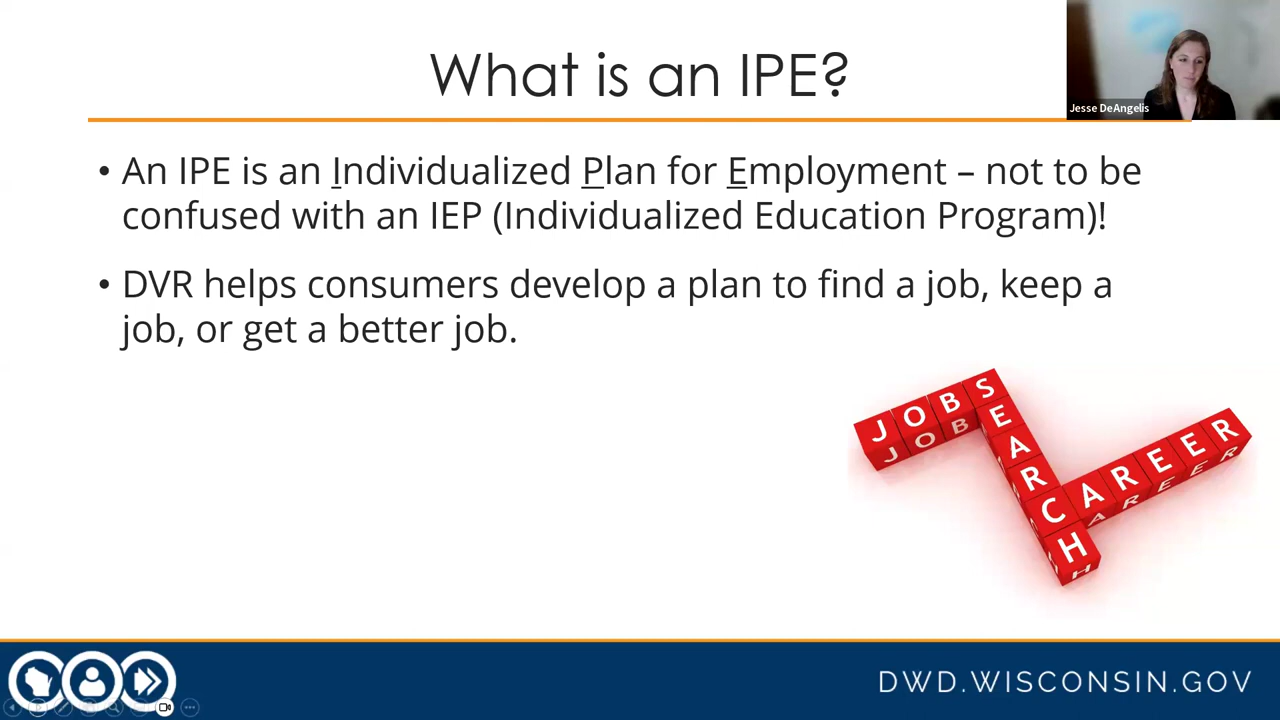 What is an IPE?
Jesse DeAngelis
• An IPE is an Individualized Plan for Employment – not to be
confused with an IEP (Individualized Education Program)!
• DVR helps consumers develop a plan to find a job, keep a
job, or get a better job.
JOBS
SEARCH
CAREER
DWD.WISCONSIN.GOV